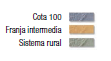 Cota 100
Franja intermedia
Sistema rural